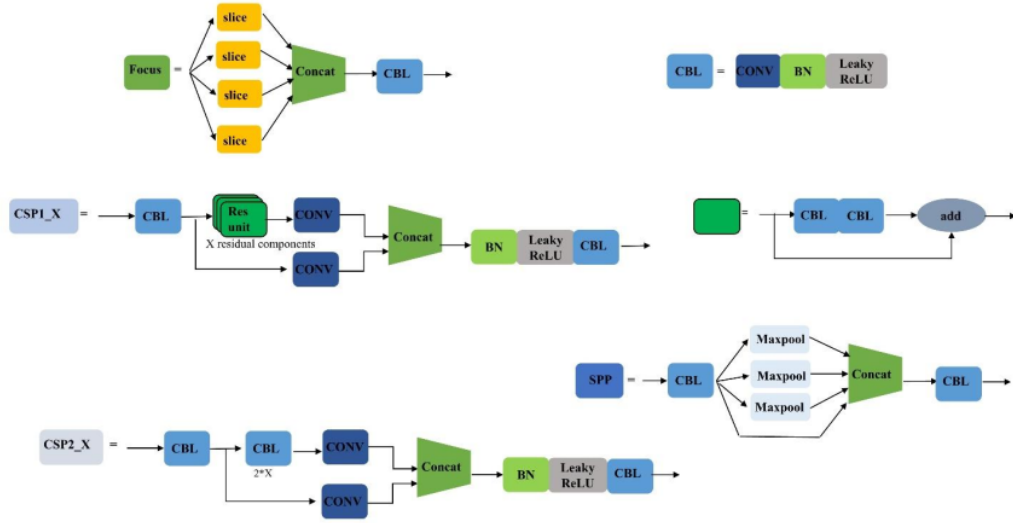 slice
slice
slice
slice
Focus
=
Concat
CBL
CBL
=
CONV
BN
Leaky
ReLU
CSP1_X
=
CBL
Res
unit
X residual components
CONV
CONV
Concat
BN
Leaky
ReLU
CBL
=
CBL
CBL
add
SPP
=
CBL
Maxpool
Maxpool
Maxpool
Concat
CBL
CSP2_X
=
CBL
CBL
2*X
CONV
CONV
Concat
BN
Leaky
ReLU
CBL